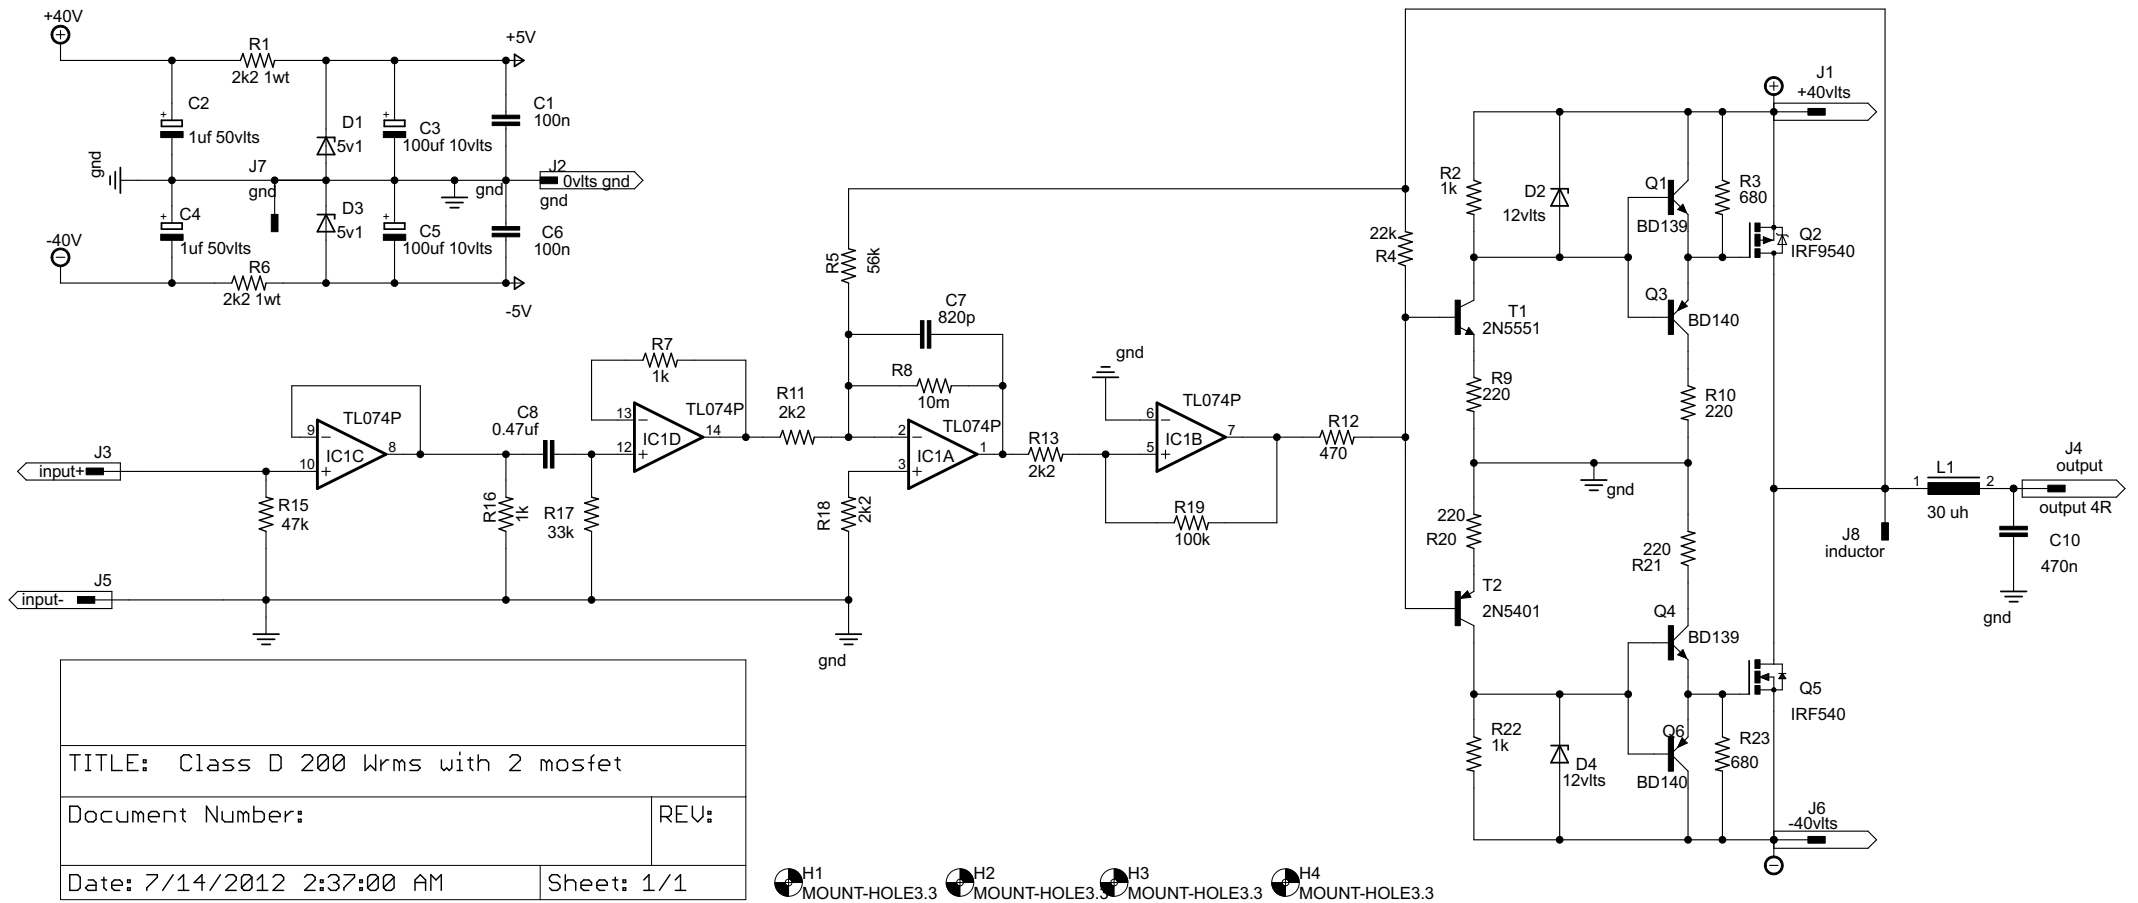 +40V
R1
2k2 1wt
+5V
C2
1uf 50vlts
D1
5v1
C3
100uf 10vlts
C1
100n
gnd
J7
gnd
gnd
J2
0vlts gnd
gnd
C4
1uf 50vlts
D3
5v1
C5
100uf 10vlts
C6
100n
-40V
R6
2k2 1wt
-5V
J3
input+
R15
47k
J5
input-
TL074P
IC1C
9
10
8
R16
1k
C8
0.47uf
R17
33k
R7
1k
TL074P
IC1D
13
12
14
R11
2k2
R5
56k
C7
820p
R8
10m
TL074P
IC1A
2
3
1
R18
2k2
gnd
R13
2k2
gnd
TL074P
IC1B
6
5
7
R19
100k
R12
470
22k
R4
R2
1k
D2
12vlts
Q1
BD139
R3
680
J1
+40vlts
Q2
IRF9540
T1
2N5551
Q3
BD140
R9
220
R10
220
gnd
220
R20
220
R21
T2
2N5401
Q4
BD139
Q5
IRF540
R22
1k
D4
12vlts
Q6
BD140
R23
680
J6
-40vlts
J8
inductor
1
L1
2
30 uh
J4
output
output 4R
C10
470n
gnd
TITLE: Class D 200 Wrms with 2 mosfet
Document Number:
REV:
Date: 7/14/2012 2:37:00 AM
Sheet: 1/1
H1
MOUNT-HOLE3.3
H2
MOUNT-HOLE3.3
H3
MOUNT-HOLE3.3
H4
MOUNT-HOLE3.3